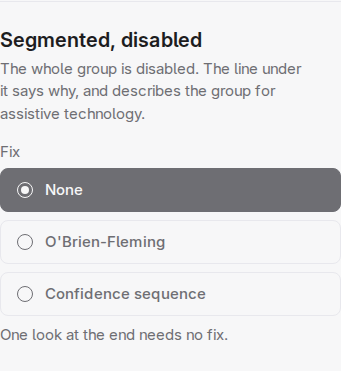 Segmented, disabled
The whole group is disabled. The line under
it says why, and describes the group for
assistive technology.
Fix
None
O'Brien-Fleming
Confidence sequence
One look at the end needs no fix.